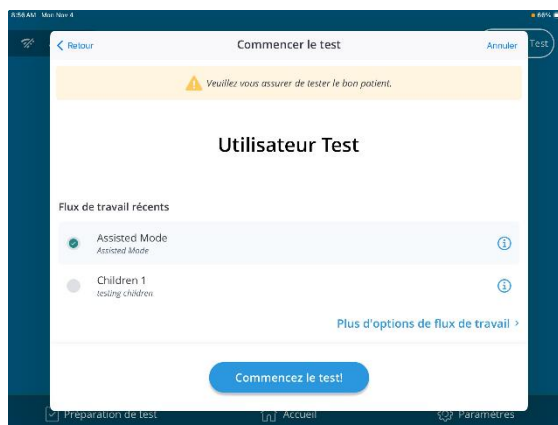 8:56 AM Mon Nov 4
66%
Retour
Commencer le test
Annuler
Test
Veuillez vous assurer de tester le bon patient.
Utilisateur Test
Flux de travail récents
Assisted Mode
Assisted Mode
Children 1
testing children
Plus d'options de flux de travail >
Commencez le test!
Préparation de test
Accueil
Paramètres